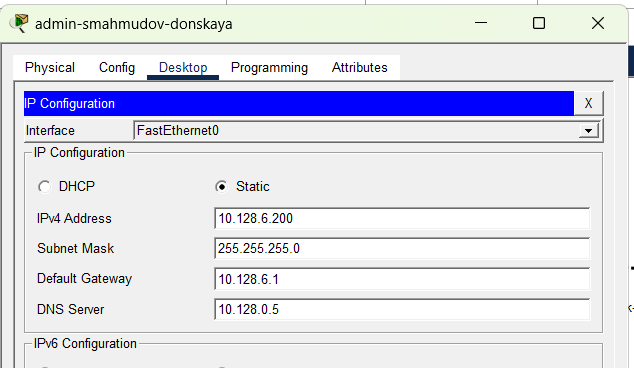 admin-smahmudov-donskaya
Physical Config Desktop Programming Attributes
IP Configuration X
Interface FastEthernet0
IP Configuration
DHCP Static
IPv4 Address 10.128.6.200
Subnet Mask 255.255.255.0
Default Gateway 10.128.6.1
DNS Server 10.128.0.5
IPv6 Configuration